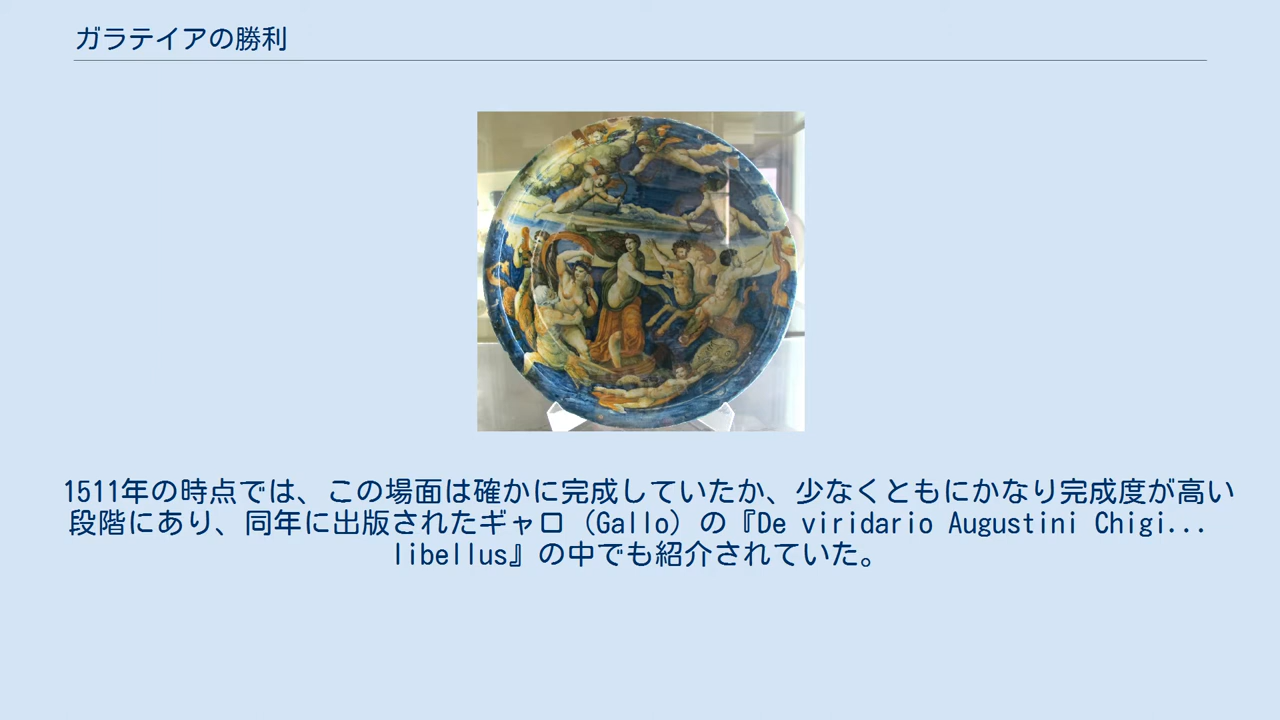 ガラテイアの勝利
1511年の時点では、この場面は確かに完成していたか、少なくともにかなり完成度が高い
段階にあり、同年に出版されたギャロ (Gallo) の『De viridario Augustini Chigi...
libellus』の中でも紹介されていた。